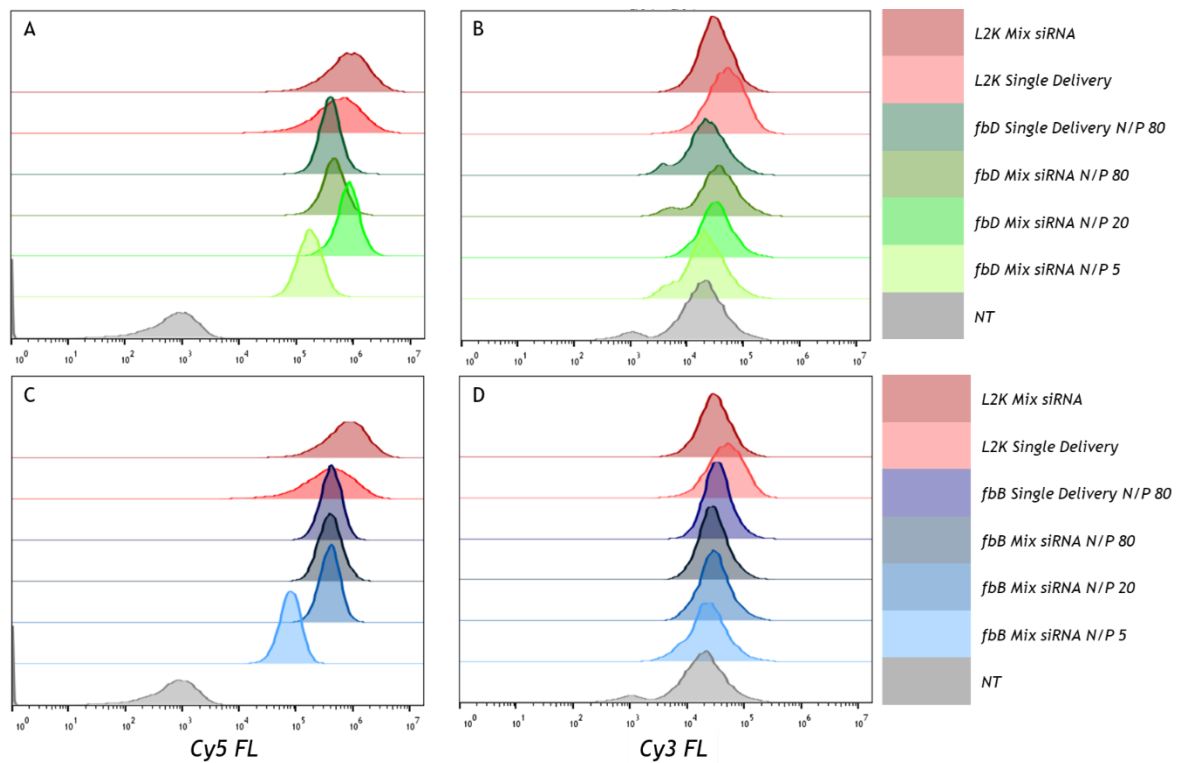 A
B
L2K Mix siRNA
L2K Single Delivery
fbD Single Delivery N/P 80
fbD Mix siRNA N/P 80
fbD Mix siRNA N/P 20
fbD Mix siRNA N/P 5
NT
10^0 10^1 10^2 10^3 10^4 10^5 10^6 10^7
10^0 10^1 10^2 10^3 10^4 10^5 10^6 10^7
C
D
L2K Mix siRNA
L2K Single Delivery
fbB Single Delivery N/P 80
fbB Mix siRNA N/P 80
fbB Mix siRNA N/P 20
fbB Mix siRNA N/P 5
NT
10^0 10^1 10^2 10^3 10^4 10^5 10^6 10^7
10^0 10^1 10^2 10^3 10^4 10^5 10^6 10^7
Cy5 FL
Cy3 FL